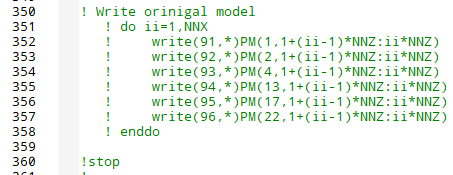 350 ! Write orinigal model
351 ! do ii=1,NNX
352 ! write(91,*)PM(1,1+(ii-1)*NNZ:ii*NNZ)
353 ! write(92,*)PM(2,1+(ii-1)*NNZ:ii*NNZ)
354 ! write(93,*)PM(4,1+(ii-1)*NNZ:ii*NNZ)
355 ! write(94,*)PM(13,1+(ii-1)*NNZ:ii*NNZ)
356 ! write(95,*)PM(17,1+(ii-1)*NNZ:ii*NNZ)
357 ! write(96,*)PM(22,1+(ii-1)*NNZ:ii*NNZ)
358 ! enddo
359
360 !stop